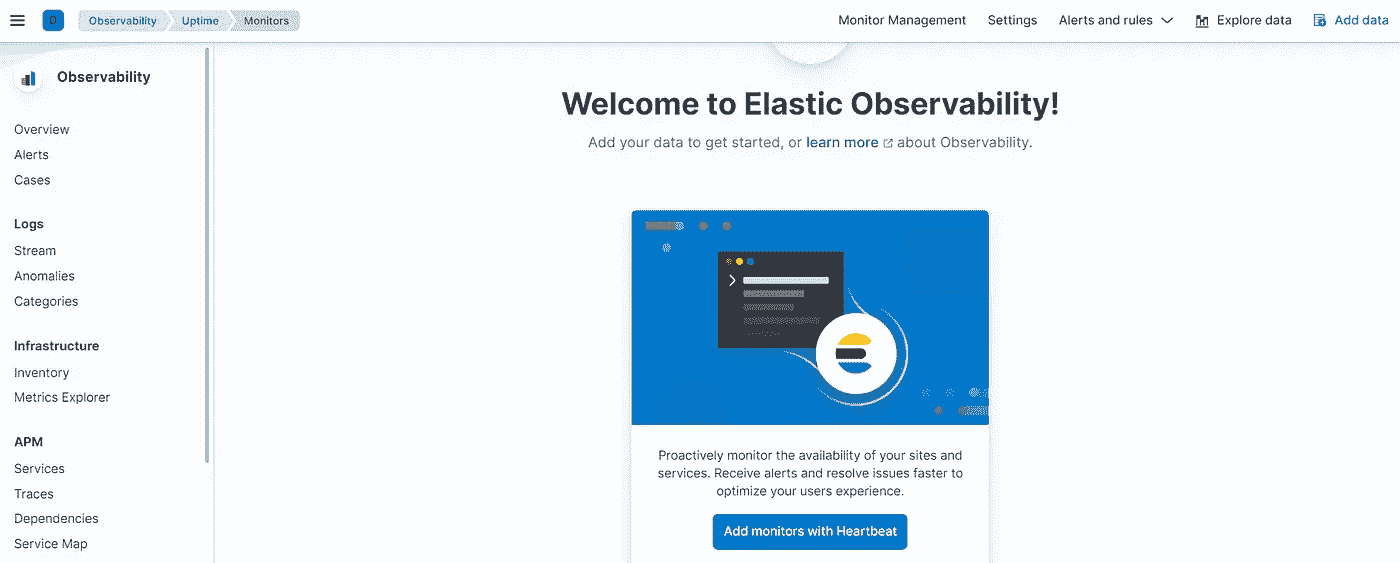 D Observability Uptime Monitors Monitor Management Settings Alerts and rules Explore data Add data
Observability
Overview
Alerts
Cases
Logs
Stream
Anomalies
Categories
Infrastructure
Inventory
Metrics Explorer
APM
Services
Traces
Dependencies
Service Map
Welcome to Elastic Observability!
Add your data to get started, or learn more about Observability.
Proactively monitor the availability of your sites and
services. Receive alerts and resolve issues faster to
optimize your users experience.
Add monitors with Heartbeat